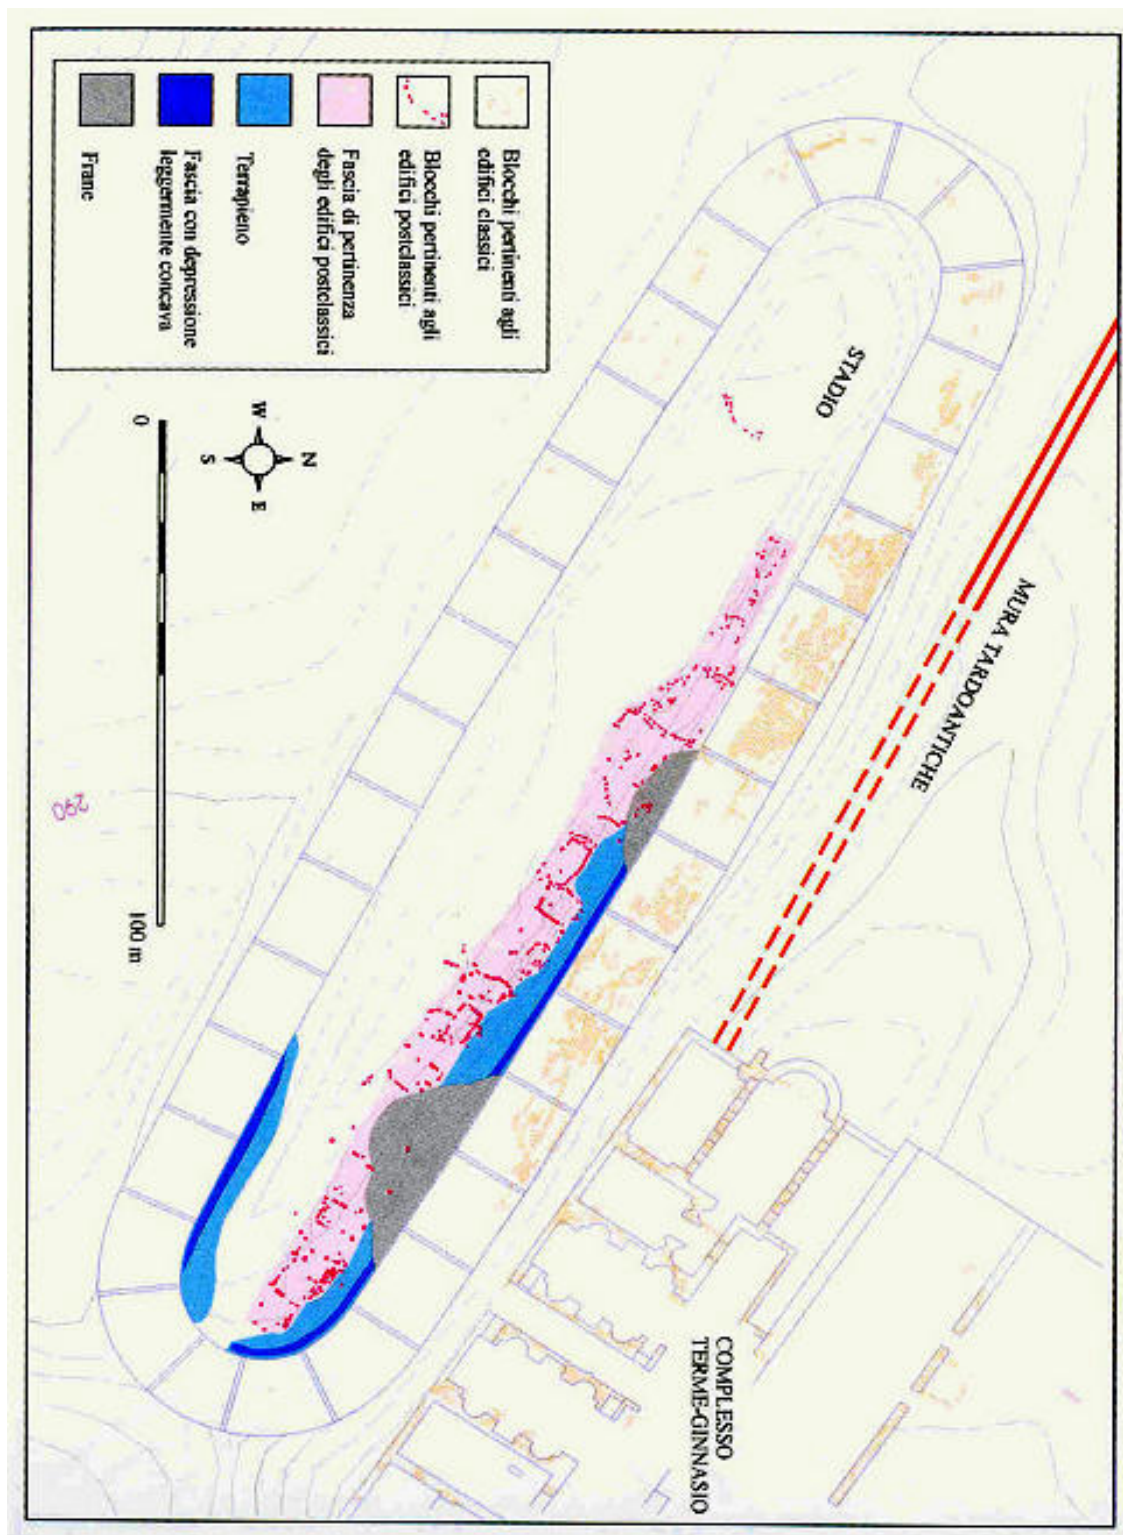 Blocchi pertinenti agli
edifici classici
Blocchi pertinenti agli
edifici postclassici
Fascia di pertinenza
degli edifici postclassici
Terrapieno
Fascia con depressione
leggermente concava
Frane
STADIO
MURA TARDOANTICHE
COMPLESSO
TERME-GINNASIO
N
W
E
S
0
100 m
290